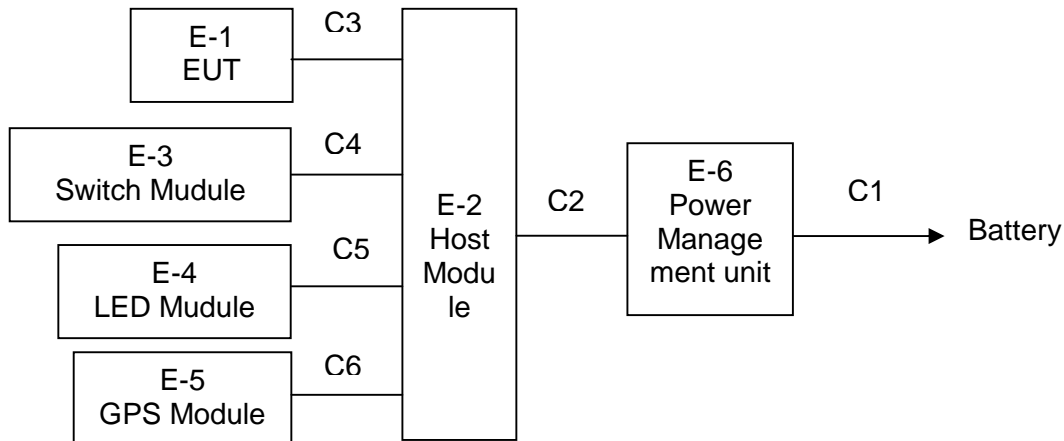 E-1
EUT
C3
E-3
Switch Mudule
C4
E-4
LED Mudule
C5
E-5
GPS Module
C6
E-2
Host
Modu
le
C2
E-6
Power
Manage
ment unit
C1
Battery